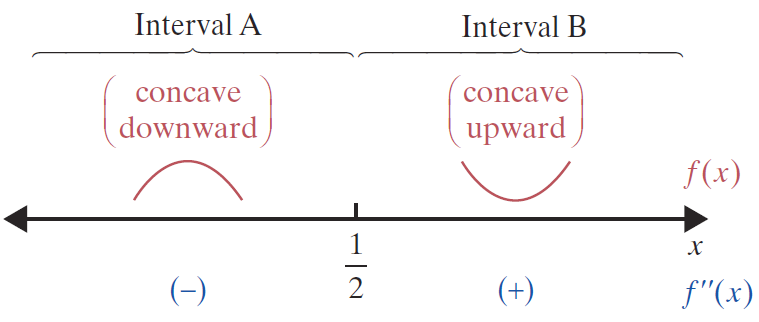 Interval A Interval B
(concave downward) (concave upward)
f(x)
1/2 x
(−) (+) f''(x)